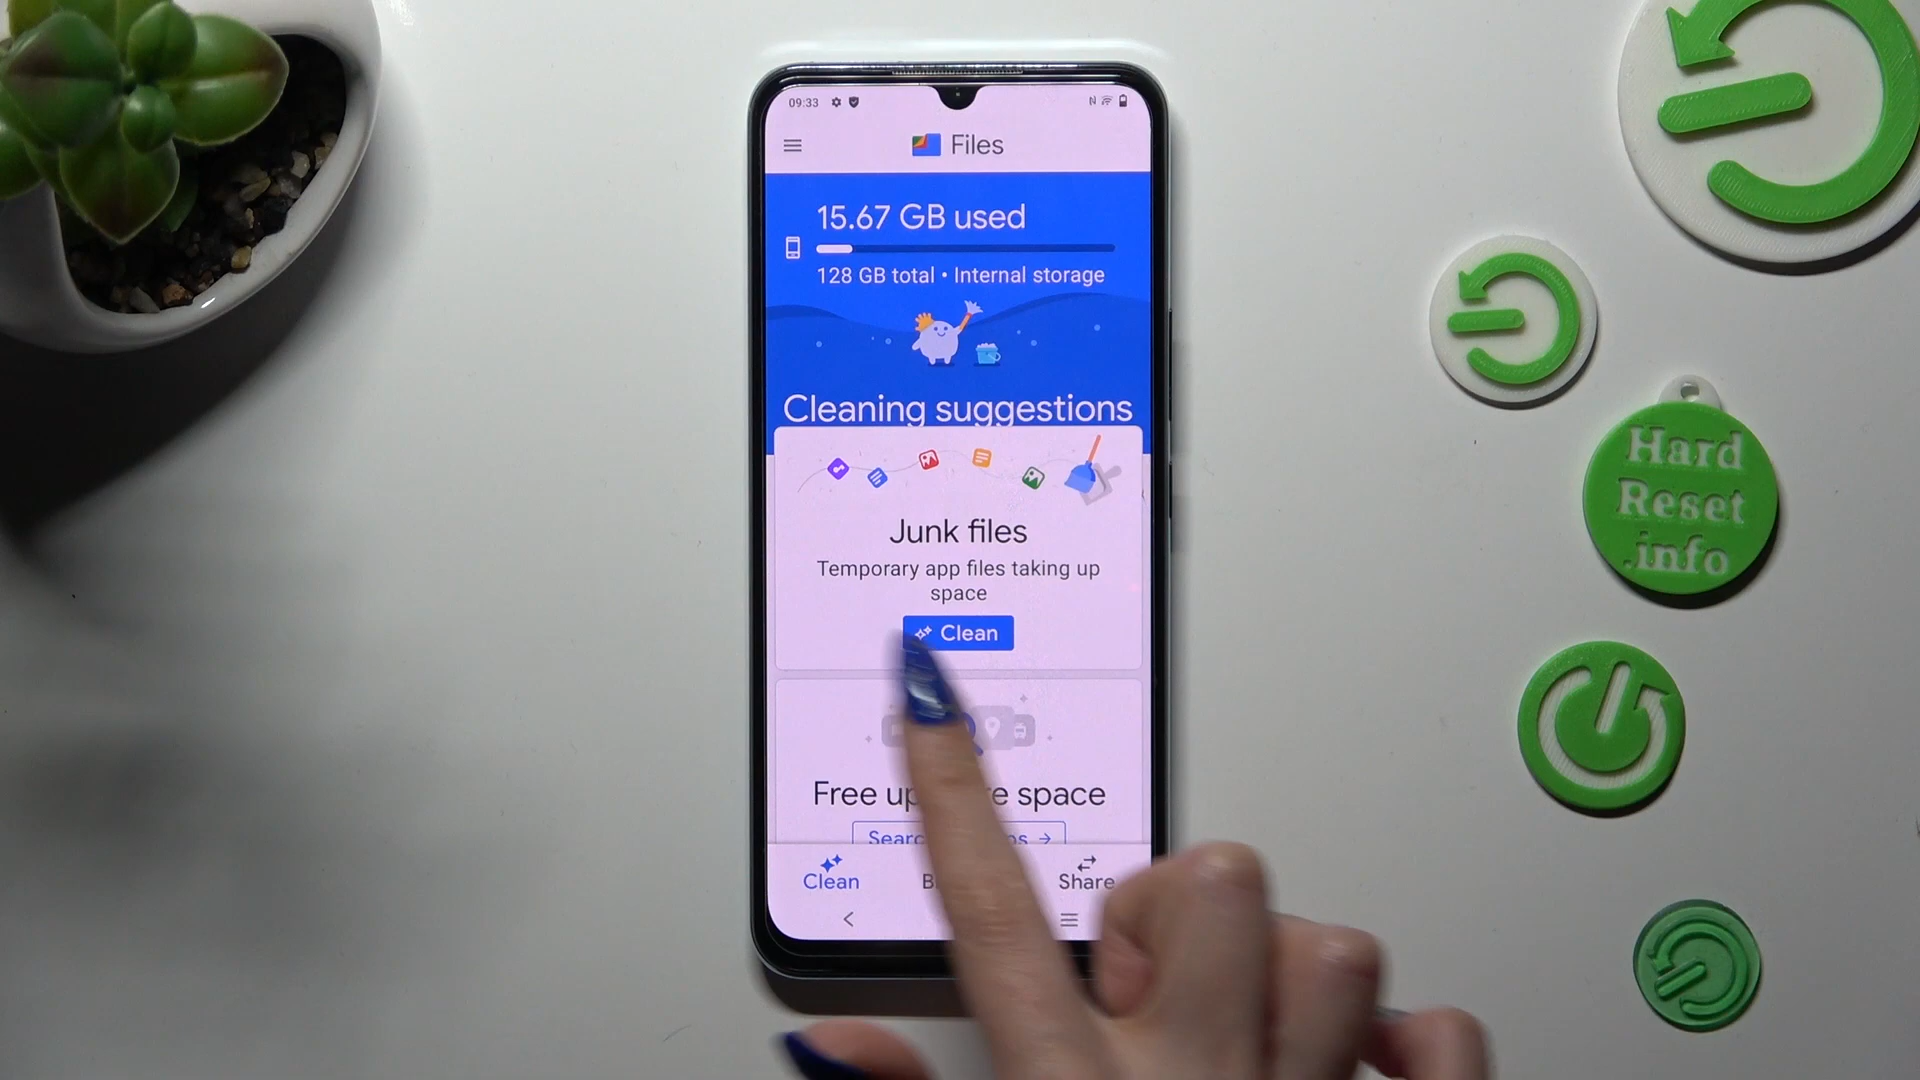 09:33
Files
15.67 GB used
128 GB total • Internal storage
Cleaning suggestions
Junk files
Temporary app files taking up
space
Clean
Free up space
Clean
Share
Hard
Reset
.info